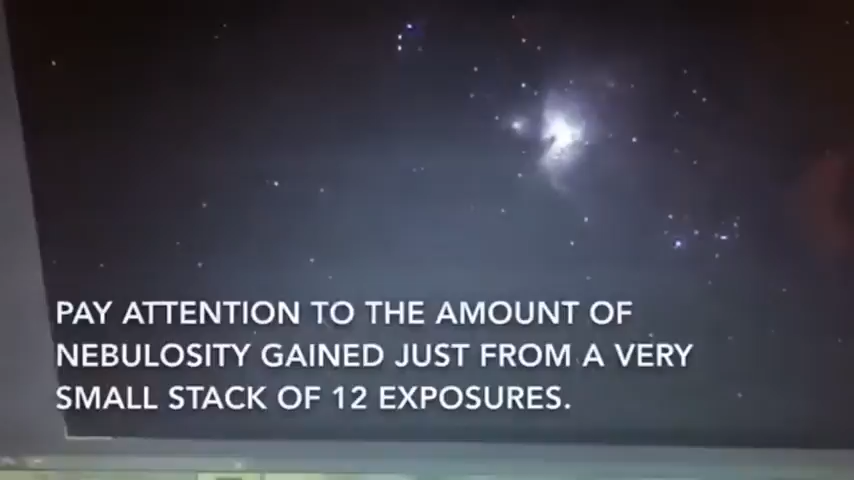 PAY ATTENTION TO THE AMOUNT OF
NEBULOSITY GAINED JUST FROM A VERY
SMALL STACK OF 12 EXPOSURES.